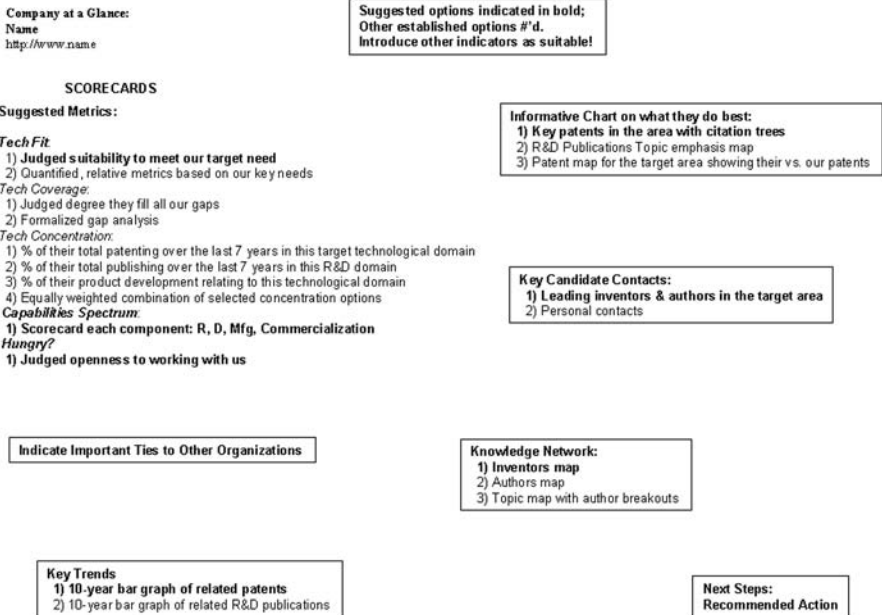 Company at a Glance:
Name
http://www.name
Suggested options indicated in bold;
Other established options #'d.
Introduce other indicators as suitable!
SCORECARDS
Suggested Metrics:
Tech Fit
1) Judged suitability to meet our target need
2) Quantified, relative metrics based on our key needs
Tech Coverage:
1) Judged degree they fill all our gaps
2) Formalized gap analysis
Tech Concentration:
1) % of their total patenting over the last 7 years in this target technological domain
2) % of their total publishing over the last 7 years in this R&D domain
3) % of their product development relating to this technological domain
4) Equally weighted combination of selected concentration options
Capabilities Spectrum:
1) Scorecard each component: R, D, Mfg, Commercialization
Hungry?
1) Judged openness to working with us
Informative Chart on what they do best:
1) Key patents in the area with citation trees
2) R&D Publications Topic emphasis map
3) Patent map for the target area showing their vs. our patents
Key Candidate Contacts:
1) Leading inventors & authors in the target area
2) Personal contacts
Indicate Important Ties to Other Organizations
Knowledge Network:
1) Inventors map
2) Authors map
3) Topic map with author breakouts
Key Trends
1) 10-year bar graph of related patents
2) 10-year bar graph of related R&D publications
Next Steps:
Recommended Action